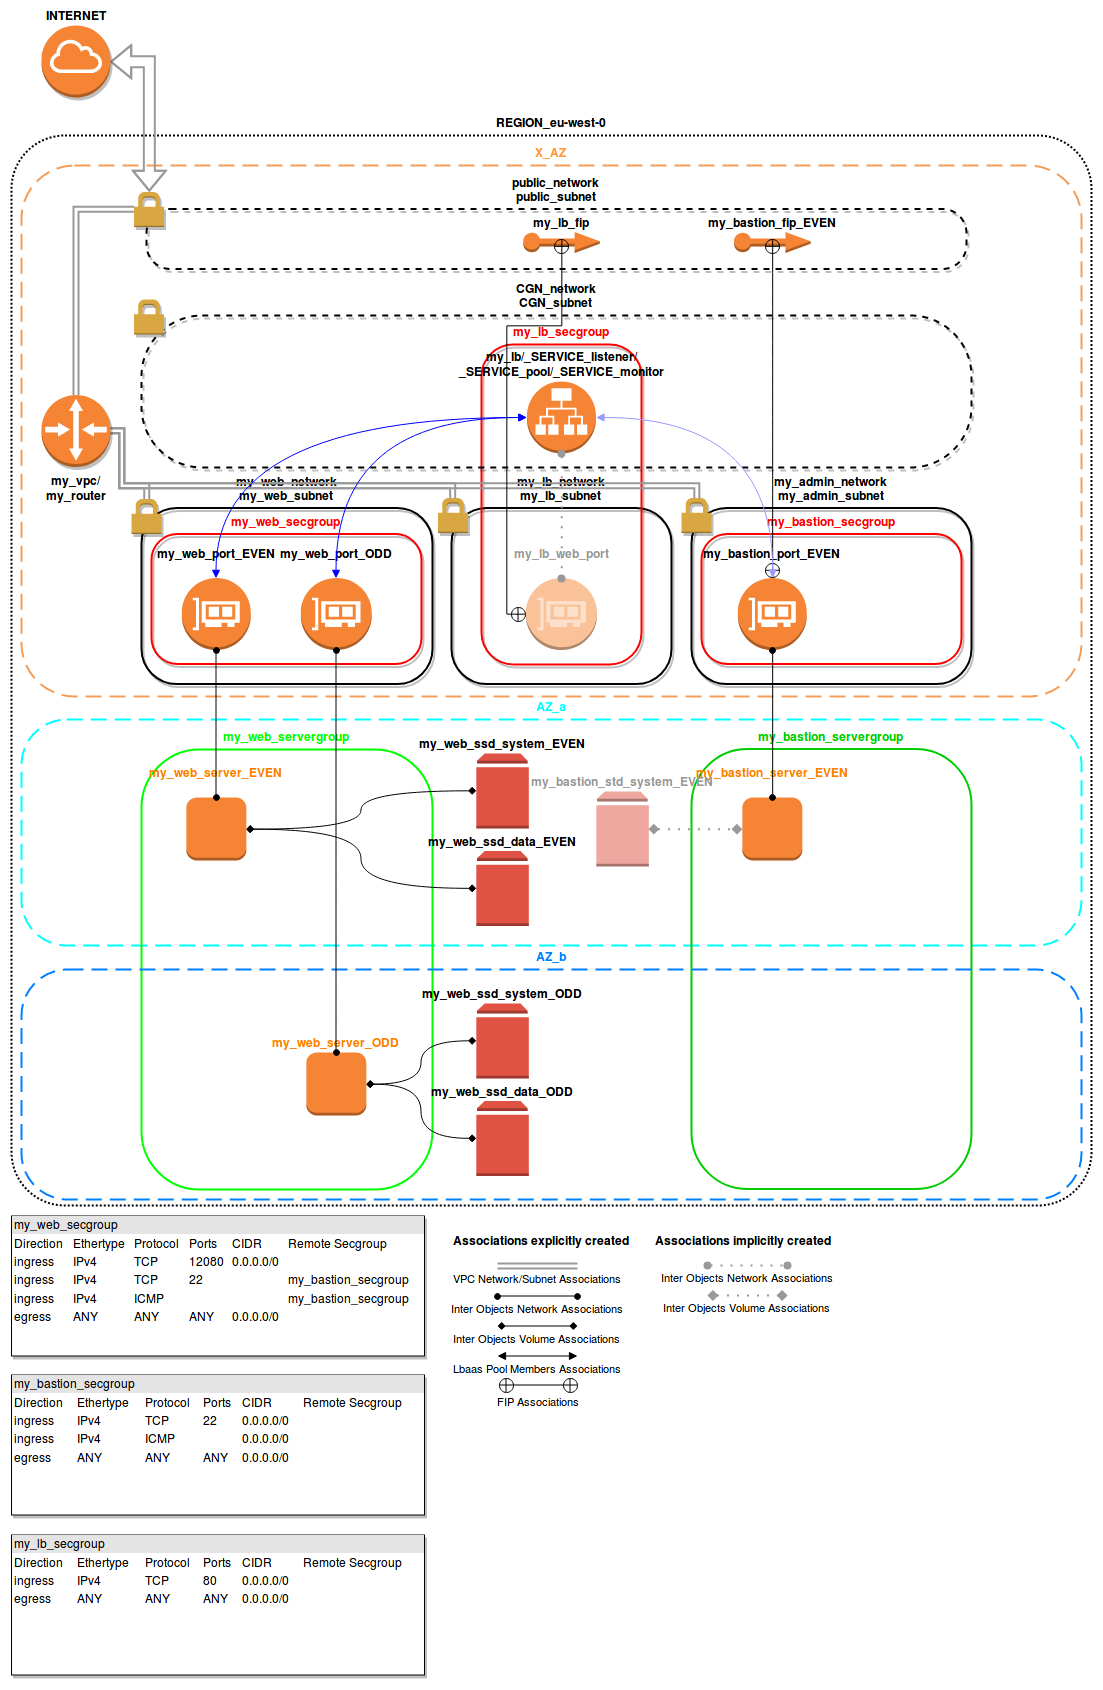 INTERNET
REGION_eu-west-0
X_AZ
public_network
public_subnet
my_lb_fip
my_bastion_fip_EVEN
CGN_network
CGN_subnet
my_lb_secgroup
my_lb/_SERVICE_listener/
_SERVICE_pool/_SERVICE_monitor
my_vpc/
my_router
my_web_network
my_web_subnet
my_lb_network
my_lb_subnet
my_admin_network
my_admin_subnet
my_web_secgroup
my_bastion_secgroup
my_web_port_EVEN my_web_port_ODD
my_lb_web_port
my_bastion_port_EVEN
AZ_a
my_web_servergroup
my_bastion_servergroup
my_web_ssd_system_EVEN
my_web_server_EVEN
my_bastion_std_system_EVEN
my_bastion_server_EVEN
my_web_ssd_data_EVEN
AZ_b
my_web_ssd_system_ODD
my_web_server_ODD
my_web_ssd_data_ODD
my_web_secgroup
Direction Ethertype Protocol Ports CIDR Remote Secgroup
ingress IPv4 TCP 12080 0.0.0.0/0
ingress IPv4 TCP 22 my_bastion_secgroup
ingress IPv4 ICMP my_bastion_secgroup
egress ANY ANY ANY 0.0.0.0/0
Associations explicitly created
VPC Network/Subnet Associations
Inter Objects Network Associations
Inter Objects Volume Associations
Lbaas Pool Members Associations
FIP Associations
Associations implicitly created
Inter Objects Network Associations
Inter Objects Volume Associations
my_bastion_secgroup
Direction Ethertype Protocol Ports CIDR Remote Secgroup
ingress IPv4 TCP 22 0.0.0.0/0
ingress IPv4 ICMP 0.0.0.0/0
egress ANY ANY ANY 0.0.0.0/0
my_lb_secgroup
Direction Ethertype Protocol Ports CIDR Remote Secgroup
ingress IPv4 TCP 80 0.0.0.0/0
egress ANY ANY ANY 0.0.0.0/0